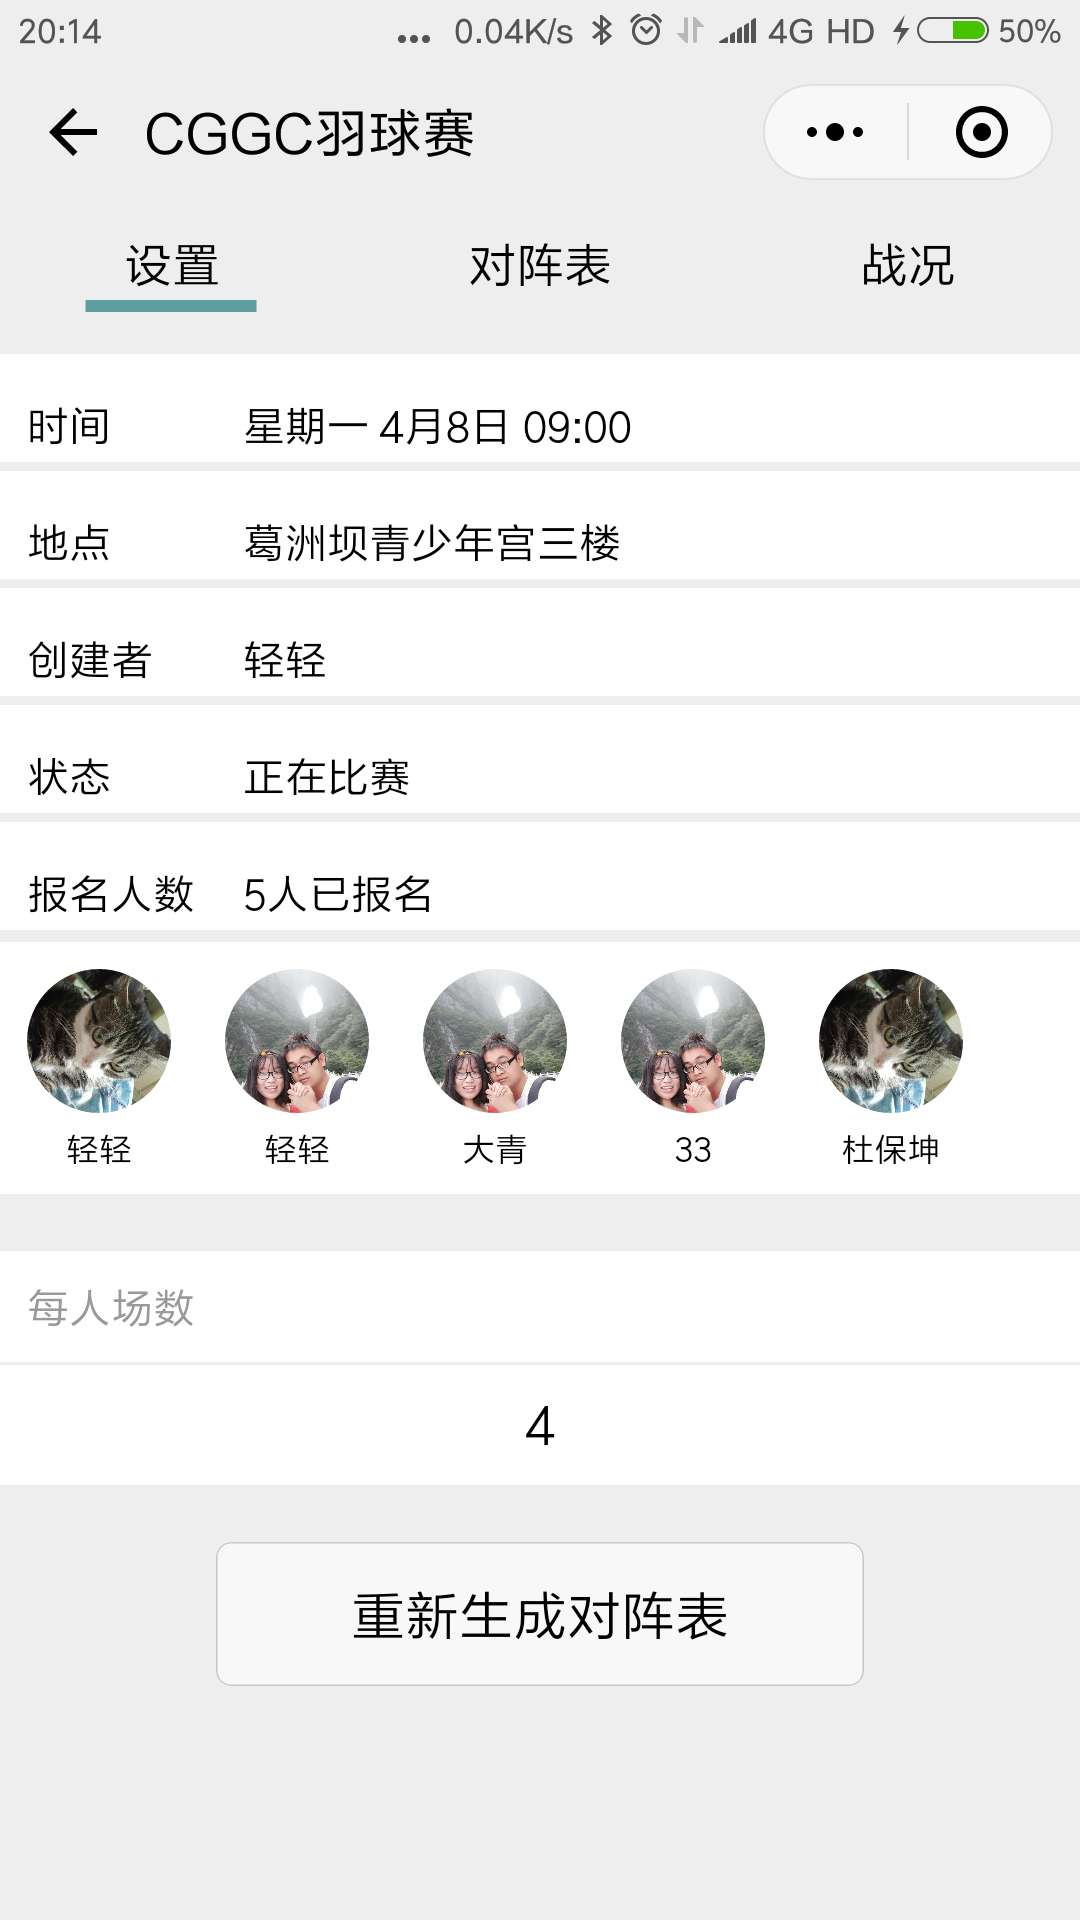 20:14 ... 0.04K/s 4G HD 50%
CGGC羽球赛
设置 对阵表 战况
时间 星期一 4月8日 09:00
地点 葛洲坝青少年宫三楼
创建者 轻轻
状态 正在比赛
报名人数 5人已报名
轻轻 轻轻 大青 33 杜保坤
每人场数
4
重新生成对阵表